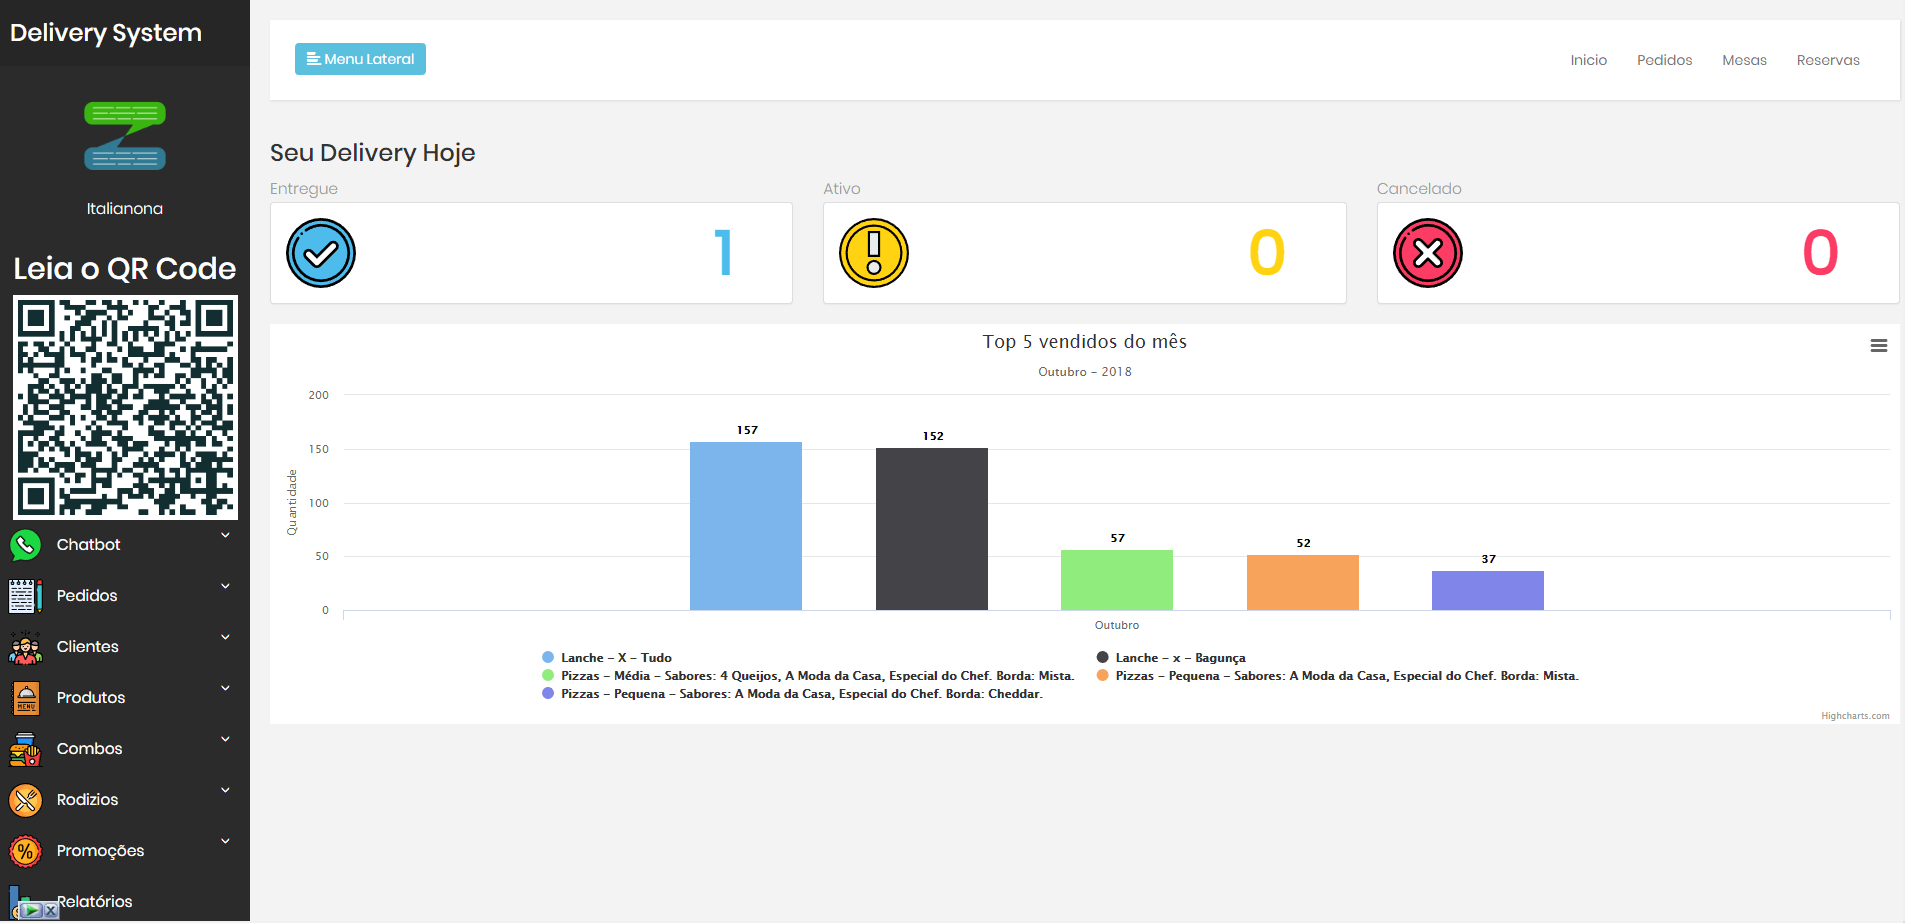 Delivery System
Italianona
Leia o QR Code
Chatbot
Pedidos
Clientes
Produtos
MENU
Combos
Rodizios
Promoções
Relatórios
Menu Lateral
Inicio Pedidos Mesas Reservas
Seu Delivery Hoje
Entregue Ativo Cancelado
1 0 0
Top 5 vendidos do mês
Outubro - 2018
Quantidade
200
150
100
50
0
157
152
57
52
37
Outubro
Lanche - X - Tudo
Lanche - x - Bagunça
Pizzas - Média - Sabores: 4 Queijos, A Moda da Casa, Especial do Chef. Borda: Mista.
Pizzas - Pequena - Sabores: A Moda da Casa, Especial do Chef. Borda: Mista.
Pizzas - Pequena - Sabores: A Moda da Casa, Especial do Chef. Borda: Cheddar.
Highcharts.com